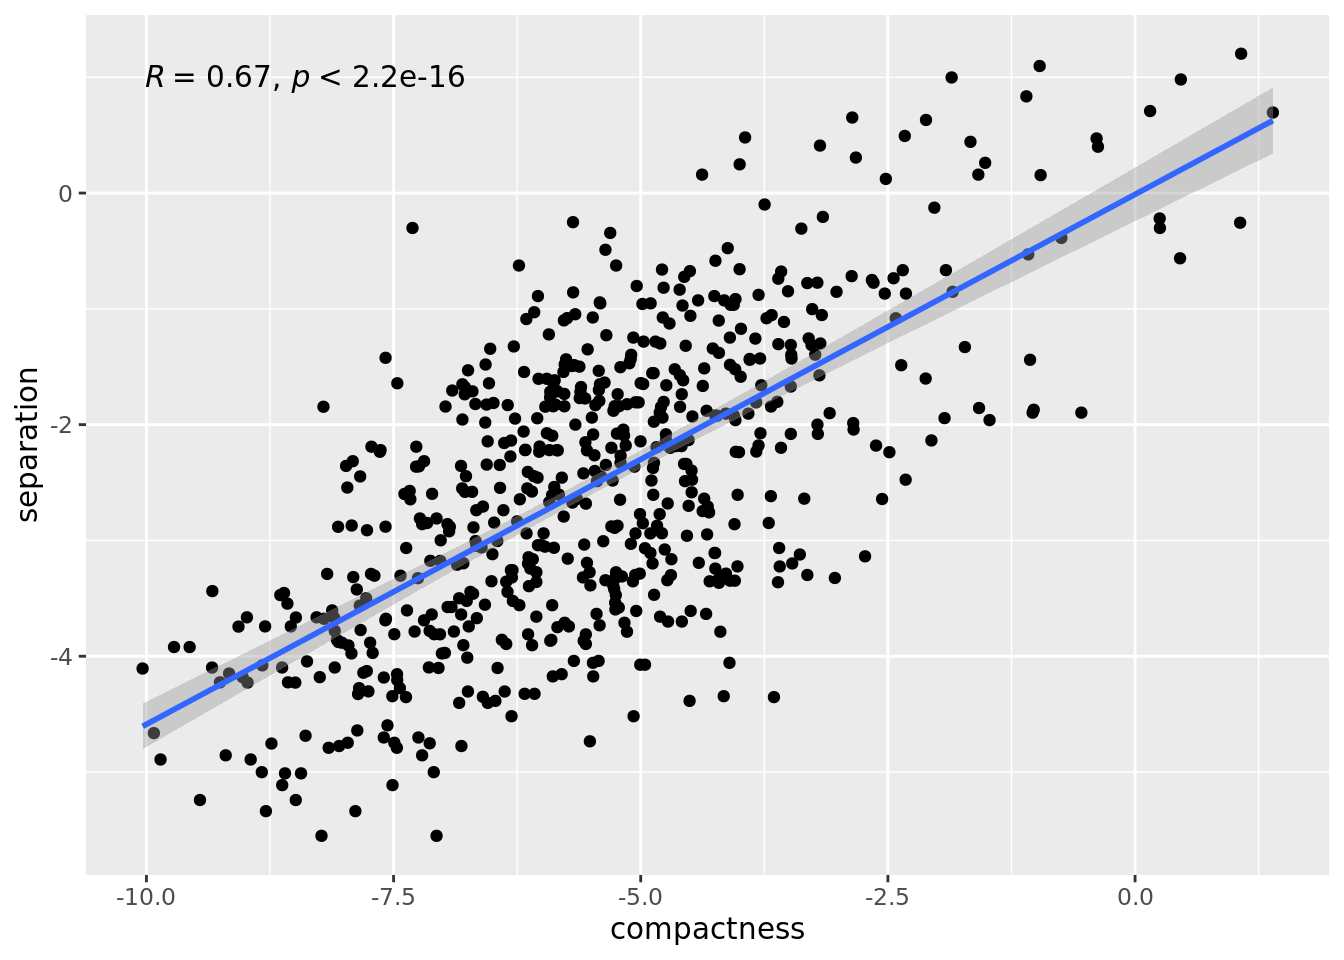 R = 0.67, p < 2.2e-16
0
-2
-4
separation
-10.0 -7.5 -5.0 -2.5 0.0
compactness